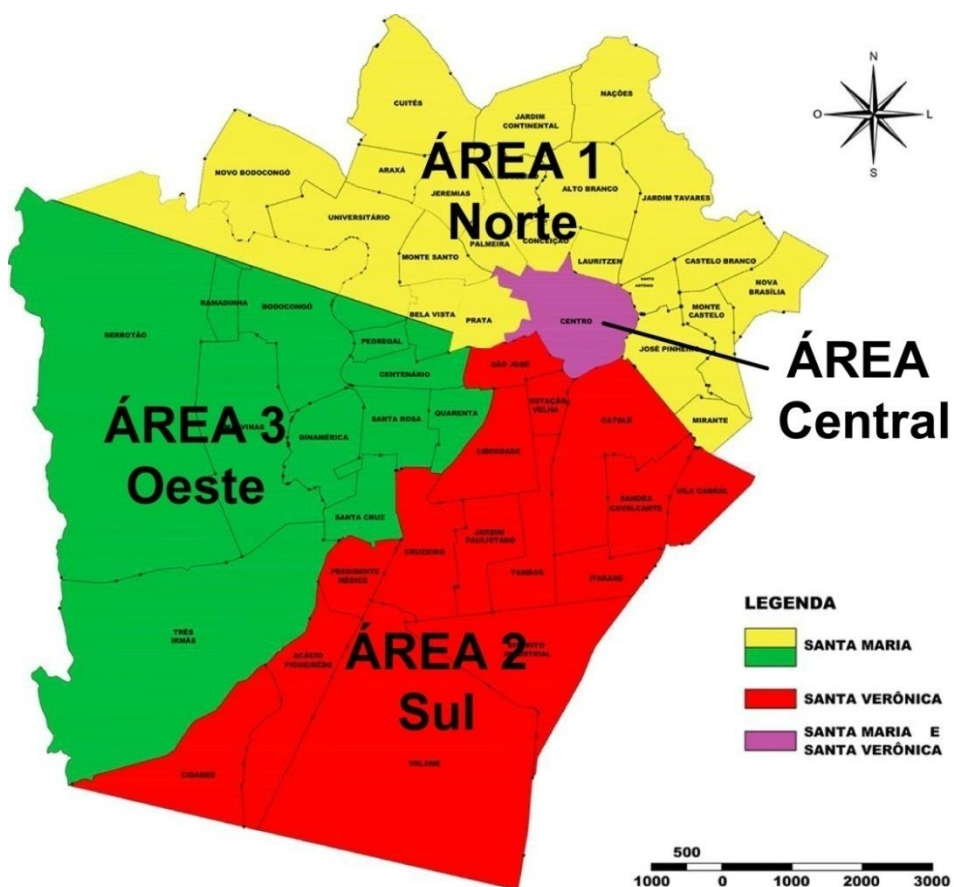 N
O
L
S
CUITÉS
NAÇÕES
JARDIM
CONTINENTAL
NOVO BODOCONGÓ
ARAXÁ
ÁREA 1
Norte
JEREMIAS
ALTO BRANCO
JARDIM TAVARES
UNIVERSITÁRIO
PALMEIRA
CONCEIÇÃO
MONTE SANTO
LAURITZEN
CASTELO BRANCO
SANTO
ANTÔNIO
NOVA
BRASÍLIA
MONTE
CASTELO
RAMADINHA
BODOCONGÓ
BELA VISTA
PRATA
CENTRO
SERROTÃO
PEDREGAL
JOSÉ PINHEIRO
ÁREA
Central
SÃO JOSÉ
CENTENÁRIO
ESTAÇÃO
VELHA
QUARENTA
SANTA ROSA
CATOLÉ
MIRANTE
ÁREA 3
Oeste
DINAMÉRICA
LIBERDADE
SANDRA
CAVALCANTE
VILA CABRAL
SANTA CRUZ
JARDIM
PAULISTANO
CRUZEIRO
PRESIDENTE
MÉDICI
TAMBOR
ITARARÉ
TRÊS
IRMÃS
ACÁCIO
FIGUEIRÊDO
ÁREA 2
Sul
CIDADES
VELAME
LEGENDA
SANTA MARIA
SANTA VERÔNICA
SANTA MARIA E
SANTA VERÔNICA
500
1000 0 1000 2000 3000